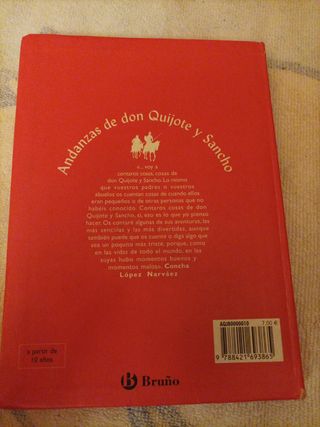 Andanzas de don Quijote y Sancho
«... voy a
contaros cosas, cosas de
don Quijote y Sancho. Lo mismo
que vuestros padres o vuestros
abuelos os cuentan cosas de cuando ellos
eran pequeños o de otras personas que no
habéis conocido. Contaros cosas de don
Quijote y Sancho, sí, eso es lo que yo pienso
hacer. Os contaré algunas de sus aventuras, las
más sencillas y las más divertidas, aunque
también puede que os cuente o diga algo que
sea un poquito más triste, porque, como
en las vidas de todo el mundo, en las
suyas hubo momentos buenos y
momentos malos». Concha
López Narváez
a partir de
10 años
AQUB0000010
7,00 €
9 788421 693865
Bruño